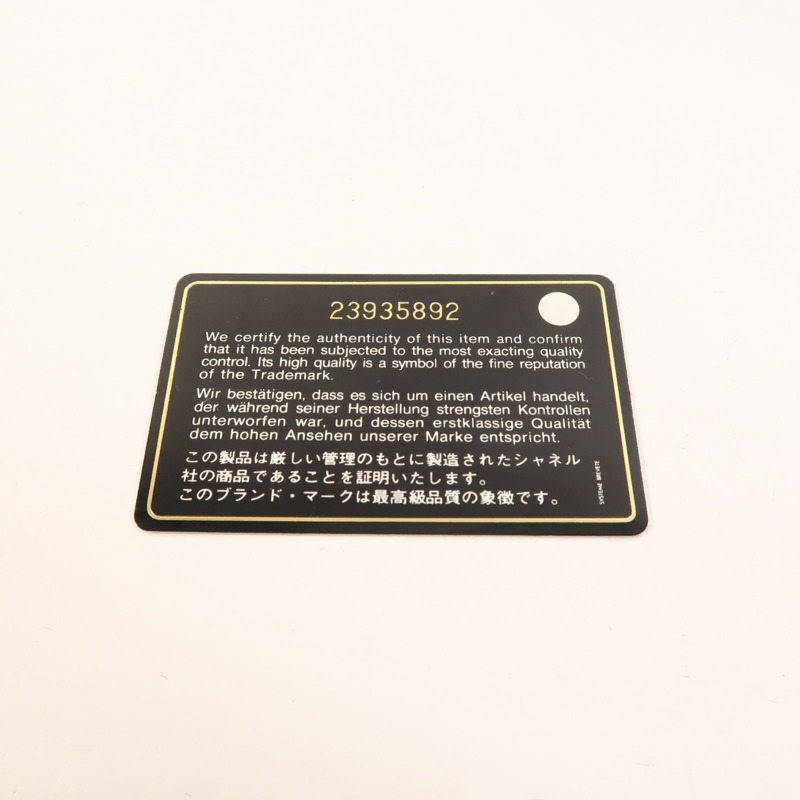 23935892
We certify the authenticity of this item and confirm
that it has been subjected to the most exacting quality
control. Its high quality is a symbol of the fine reputation
of the Trademark.
Wir bestätigen, dass es sich um einen Artikel handelt,
der während seiner Herstellung strengsten Kontrollen
unterworfen war, und dessen erstklassige Qualität
dem hohen Ansehen unserer Marke entspricht.
この製品は厳しい管理のもとに製造されたシャネル
社の商品であることを証明いたします。
このブランド・マークは最高級品質の象徴です。
SYSTEME BREVETE